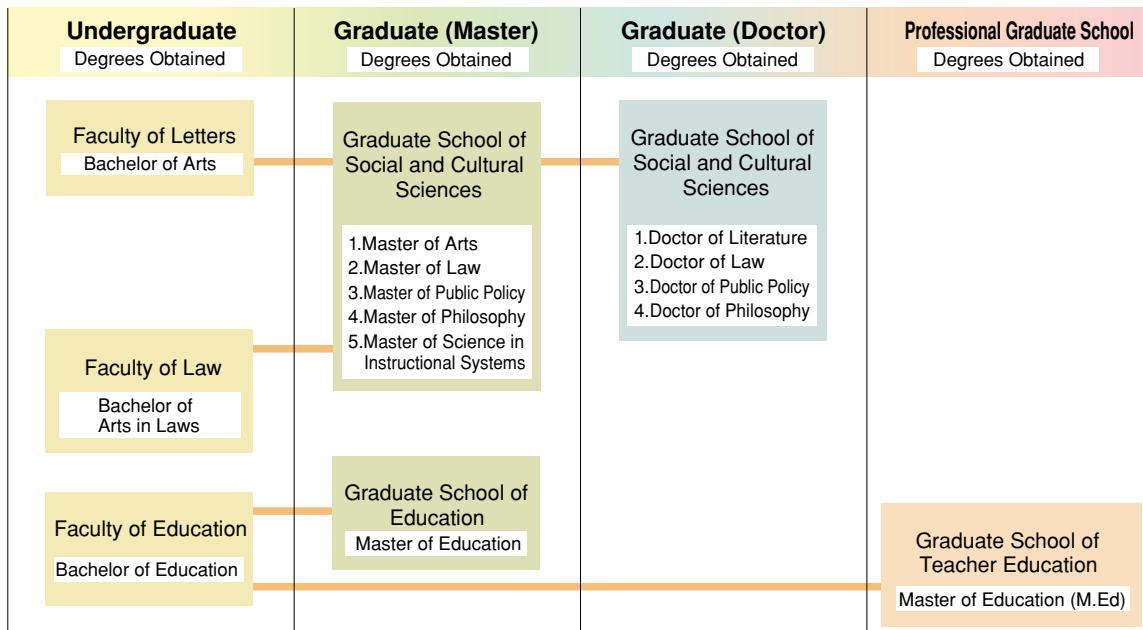 Undergraduate
Degrees Obtained
Graduate (Master)
Degrees Obtained
Graduate (Doctor)
Degrees Obtained
Professional Graduate School
Degrees Obtained
Faculty of Letters
Bachelor of Arts
Graduate School of
Social and Cultural
Sciences
1.Master of Arts
2.Master of Law
3.Master of Public Policy
4.Master of Philosophy
5.Master of Science in
Instructional Systems
Graduate School of
Social and Cultural
Sciences
1.Doctor of Literature
2.Doctor of Law
3.Doctor of Public Policy
4.Doctor of Philosophy
Faculty of Law
Bachelor of
Arts in Laws
Faculty of Education
Bachelor of Education
Graduate School of
Education
Master of Education
Graduate School of
Teacher Education
Master of Education (M.Ed)